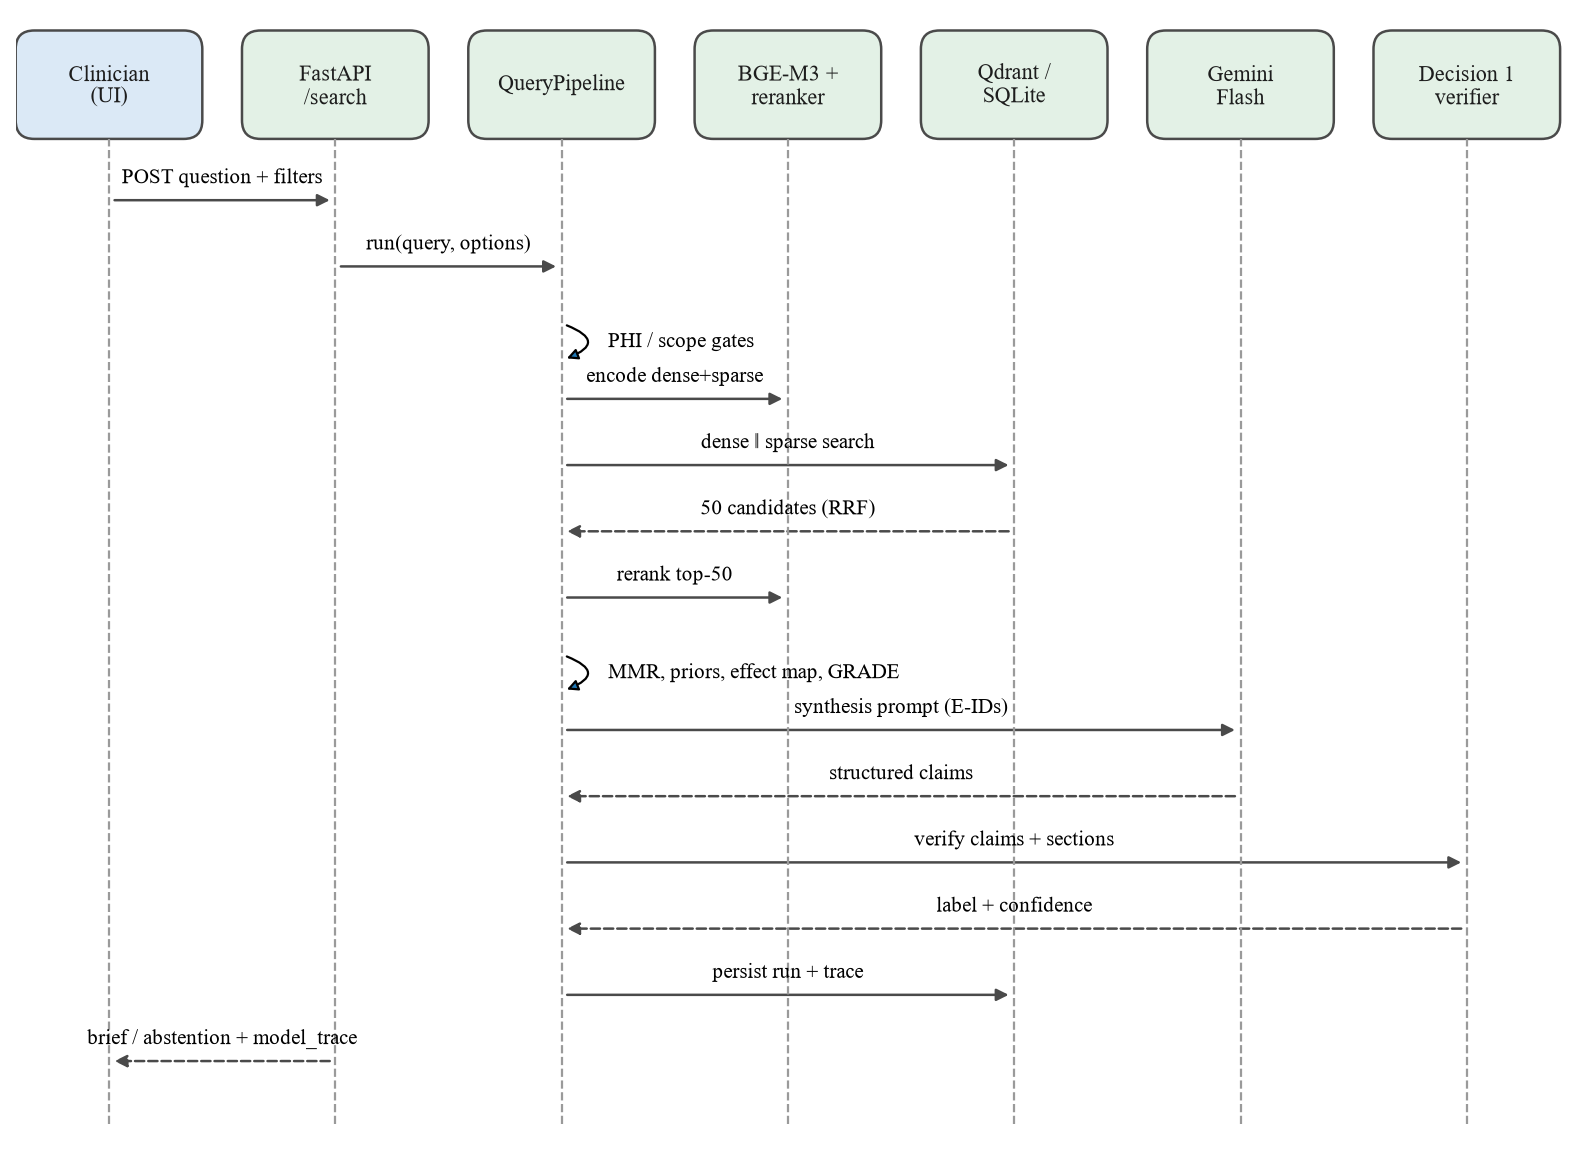 Clinician
(UI)
FastAPI
/search
QueryPipeline
BGE-M3 +
reranker
Qdrant /
SQLite
Gemini
Flash
Decision 1
verifier
POST question + filters
run(query, options)
PHI / scope gates
encode dense+sparse
dense ∥ sparse search
50 candidates (RRF)
rerank top-50
MMR, priors, effect map, GRADE
synthesis prompt (E-IDs)
structured claims
verify claims + sections
label + confidence
persist run + trace
brief / abstention + model_trace